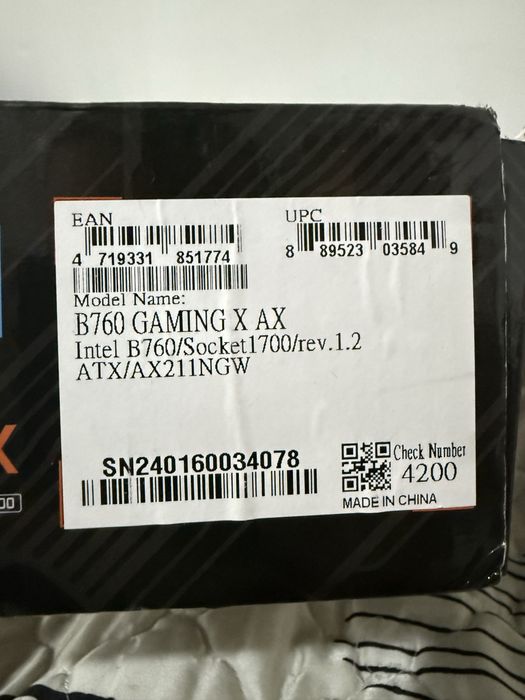 EAN
UPC
4 719331 851774
8 89523 03584 9
Model Name:
B760 GAMING X AX
Intel B760/Socket1700/rev.1.2
ATX/AX211NGW
SN240160034078
Check Number
4200
MADE IN CHINA
X
00